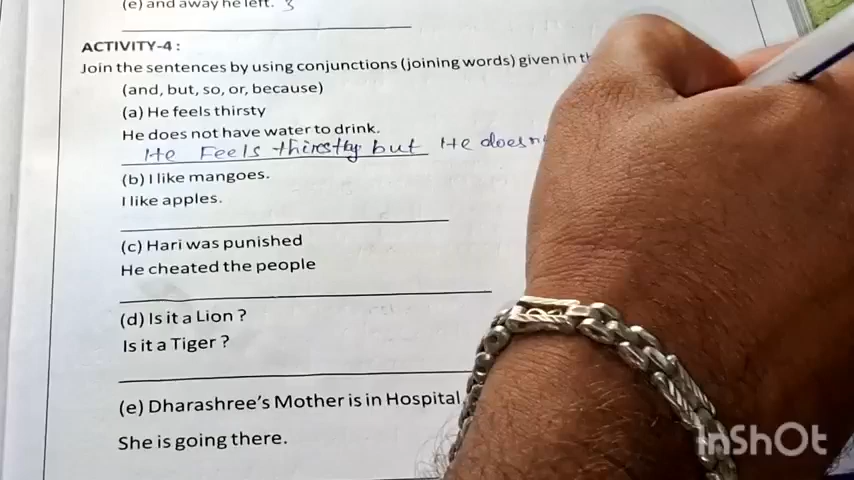 (e) and away he left.
ACTIVITY-4 :
Join the sentences by using conjunctions (joining words) given in
(and, but, so, or, because)
(a) He feels thirsty
He does not have water to drink.
He Feels thirsty but He does
(b) I like mangoes.
I like apples.
(c) Hari was punished
He cheated the people
(d) Is it a Lion ?
Is it a Tiger ?
(e) Dharashree's Mother is in Hospital
She is going there.
InShOt